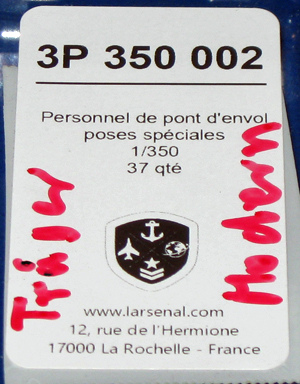 3P 350 002
Personnel de pont d'envol
poses spéciales
1/350
37 qté
www.larsenal.com
12, rue de l'Hermione
17000 La Rochelle - France